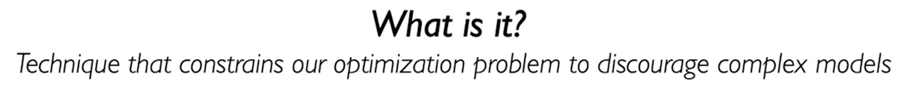 What is it?
Technique that constrains our optimization problem to discourage complex models